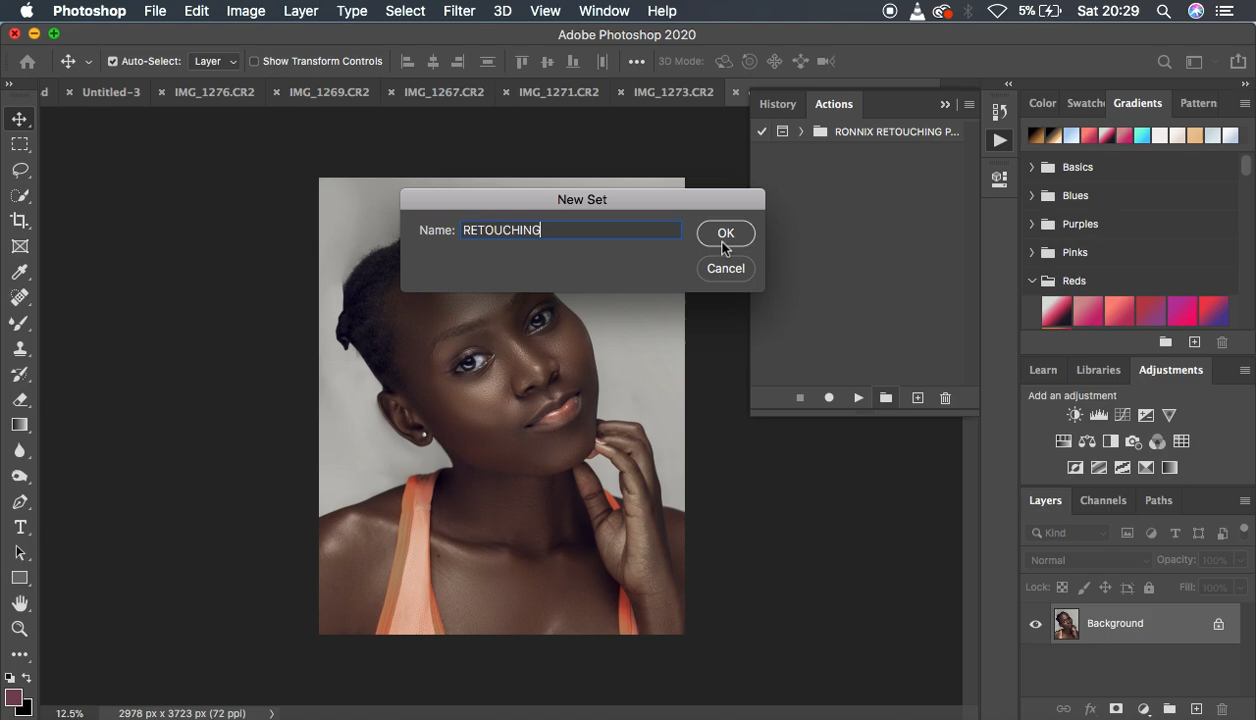 Photoshop File Edit Image Layer Type Select Filter 3D View Window Help 5% Sat 20:29
Adobe Photoshop 2020
Auto-Select: Layer Show Transform Controls 3D Mode:
d × Untitled-3 × IMG_1276.CR2 × IMG_1269.CR2 × IMG_1267.CR2 × IMG_1271.CR2 × IMG_1273.CR2 ×
History Actions
RONNIX RETOUCHING P...
New Set
Name: RETOUCHING
OK
Cancel
Color Swatche Gradients Pattern
Basics
Blues
Purples
Pinks
Reds
Learn Libraries Adjustments
Add an adjustment
Layers Channels Paths
Kind
Normal Opacity: 100%
Lock: Fill: 100%
Background
12.5% 2978 px x 3723 px (72 ppi)